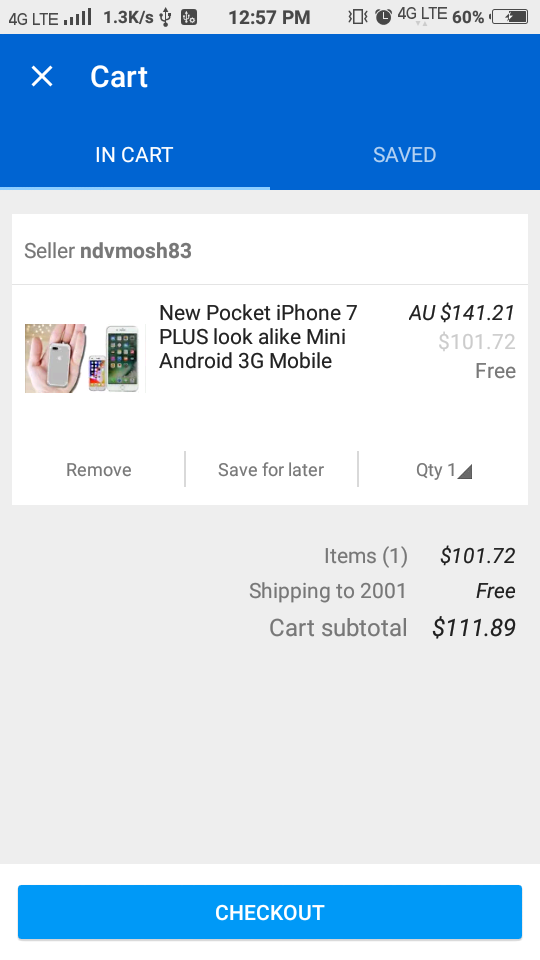 4G LTE 1.3K/s 12:57 PM 4G LTE 60%
Cart
IN CART SAVED
Seller ndvmosh83
New Pocket iPhone 7 AU $141.21
PLUS look alike Mini $101.72
Android 3G Mobile Free
Remove Save for later Qty 1
Items (1) $101.72
Shipping to 2001 Free
Cart subtotal $111.89
CHECKOUT